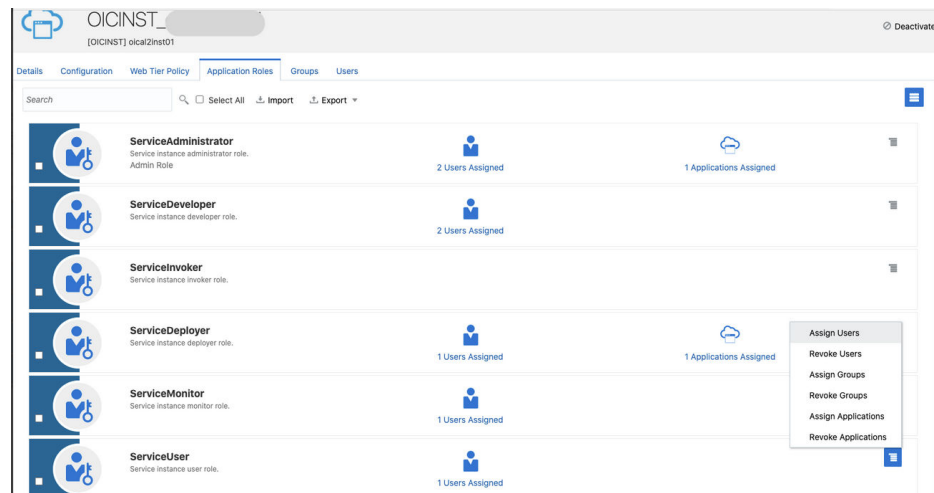 OICINST_
[OICINST] oical2inst01
Deactivate
Details Configuration Web Tier Policy Application Roles Groups Users
Search Select All Import Export
ServiceAdministrator
Service instance administrator role.
Admin Role
2 Users Assigned 1 Applications Assigned
ServiceDeveloper
Service instance developer role.
2 Users Assigned
ServiceInvoker
Service instance invoker role.
ServiceDeployer
Service instance deployer role.
1 Users Assigned 1 Applications Assigned
Assign Users
Revoke Users
Assign Groups
Revoke Groups
Assign Applications
Revoke Applications
ServiceMonitor
Service instance monitor role.
1 Users Assigned
ServiceUser
Service instance user role.
1 Users Assigned